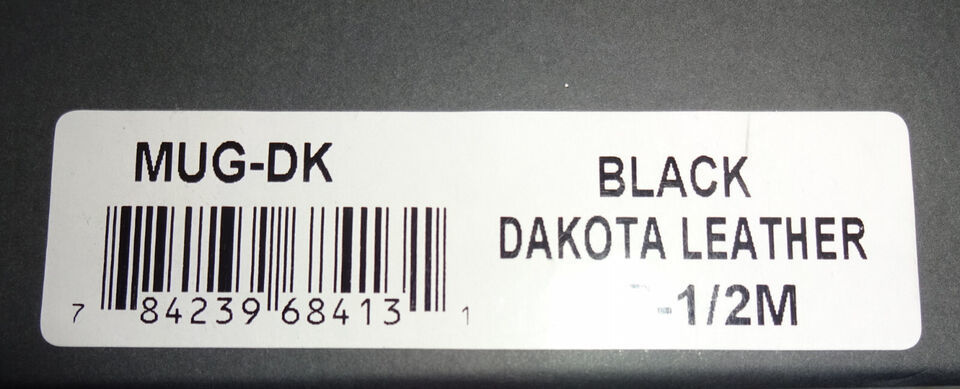 MUG-DK
7 84239 68413 1
BLACK
DAKOTA LEATHER
-1/2M